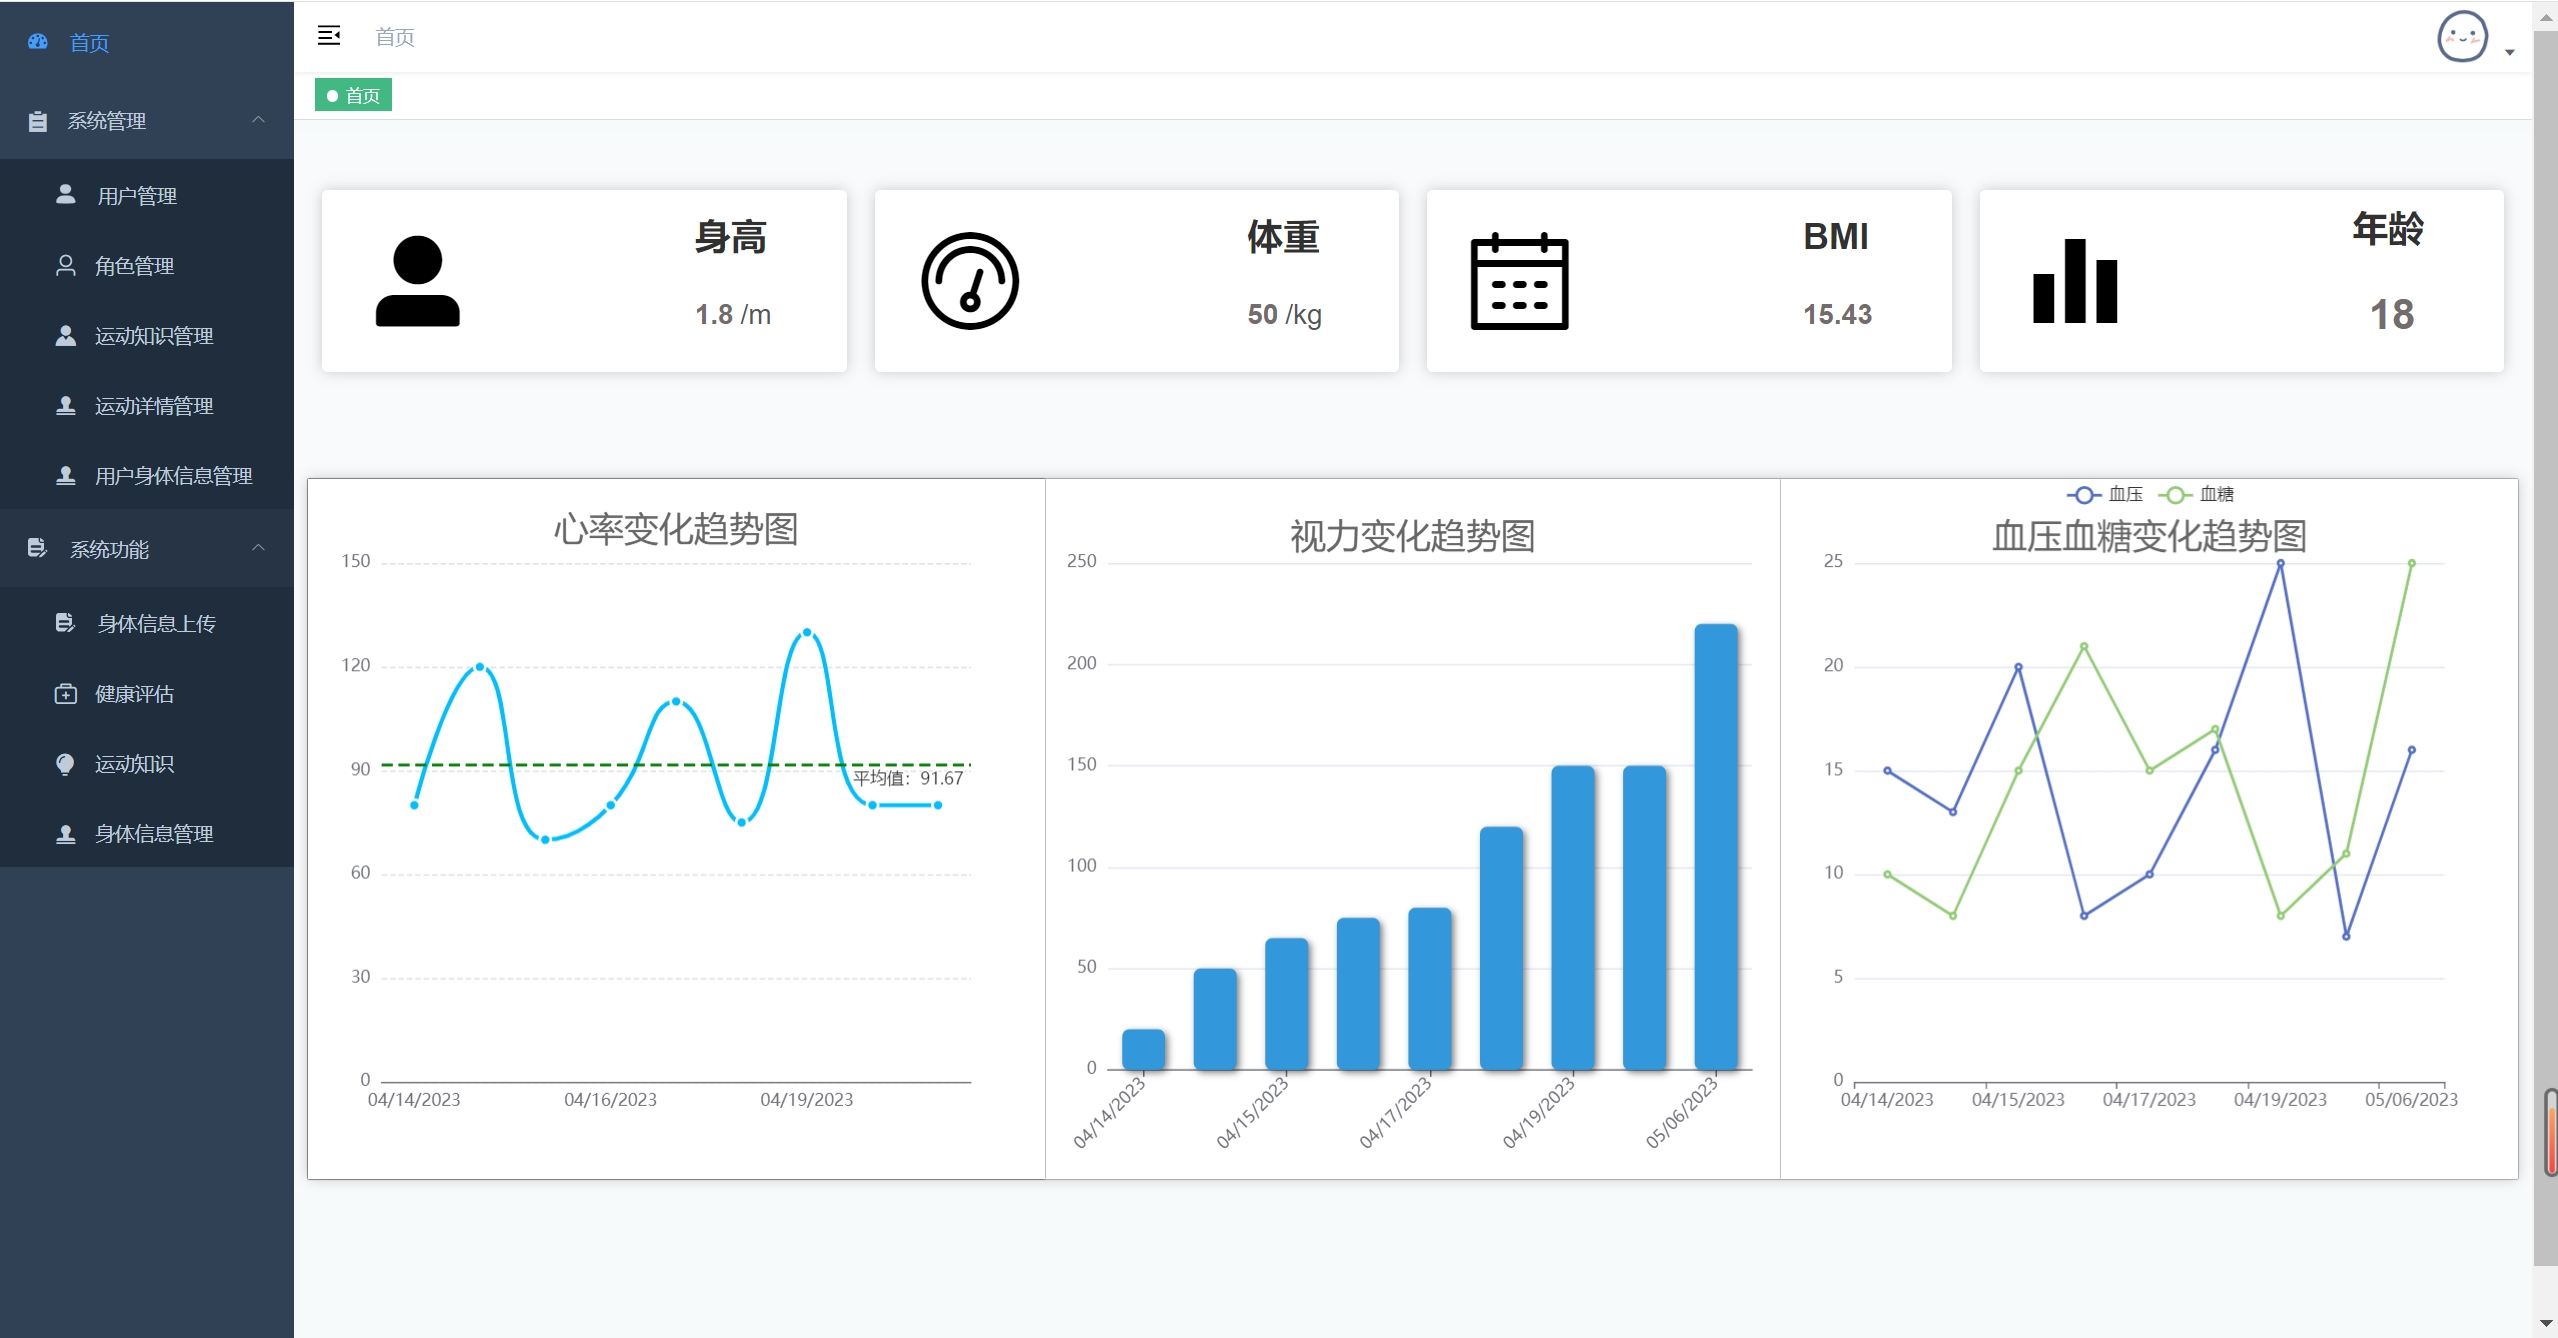 首页
系统管理
用户管理
角色管理
运动知识管理
运动详情管理
用户身体信息管理
系统功能
身体信息上传
健康评估
运动知识
身体信息管理
首页
首页
身高
1.8 /m
体重
50 /kg
BMI
15.43
年龄
18
心率变化趋势图
150
120
90
60
30
0
平均值：91.67
04/14/2023 04/16/2023 04/19/2023
视力变化趋势图
250
200
150
100
50
0
04/14/2023 04/15/2023 04/17/2023 04/19/2023 05/06/2023
血压 血糖
血压血糖变化趋势图
25
20
15
10
5
0
04/14/2023 04/15/2023 04/17/2023 04/19/2023 05/06/2023